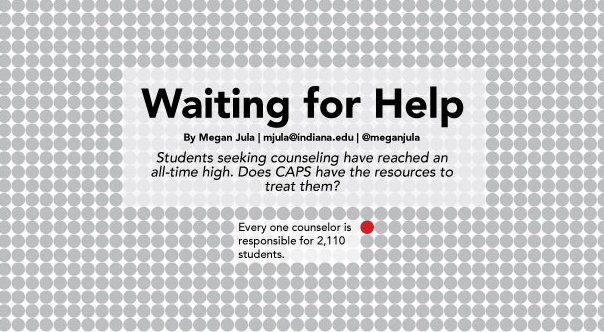 Waiting for Help
By Megan Jula | mjula@indiana.edu | @meganjula
Students seeking counseling have reached an
all-time high. Does CAPS have the resources to
treat them?
Every one counselor is
responsible for 2,110
students.